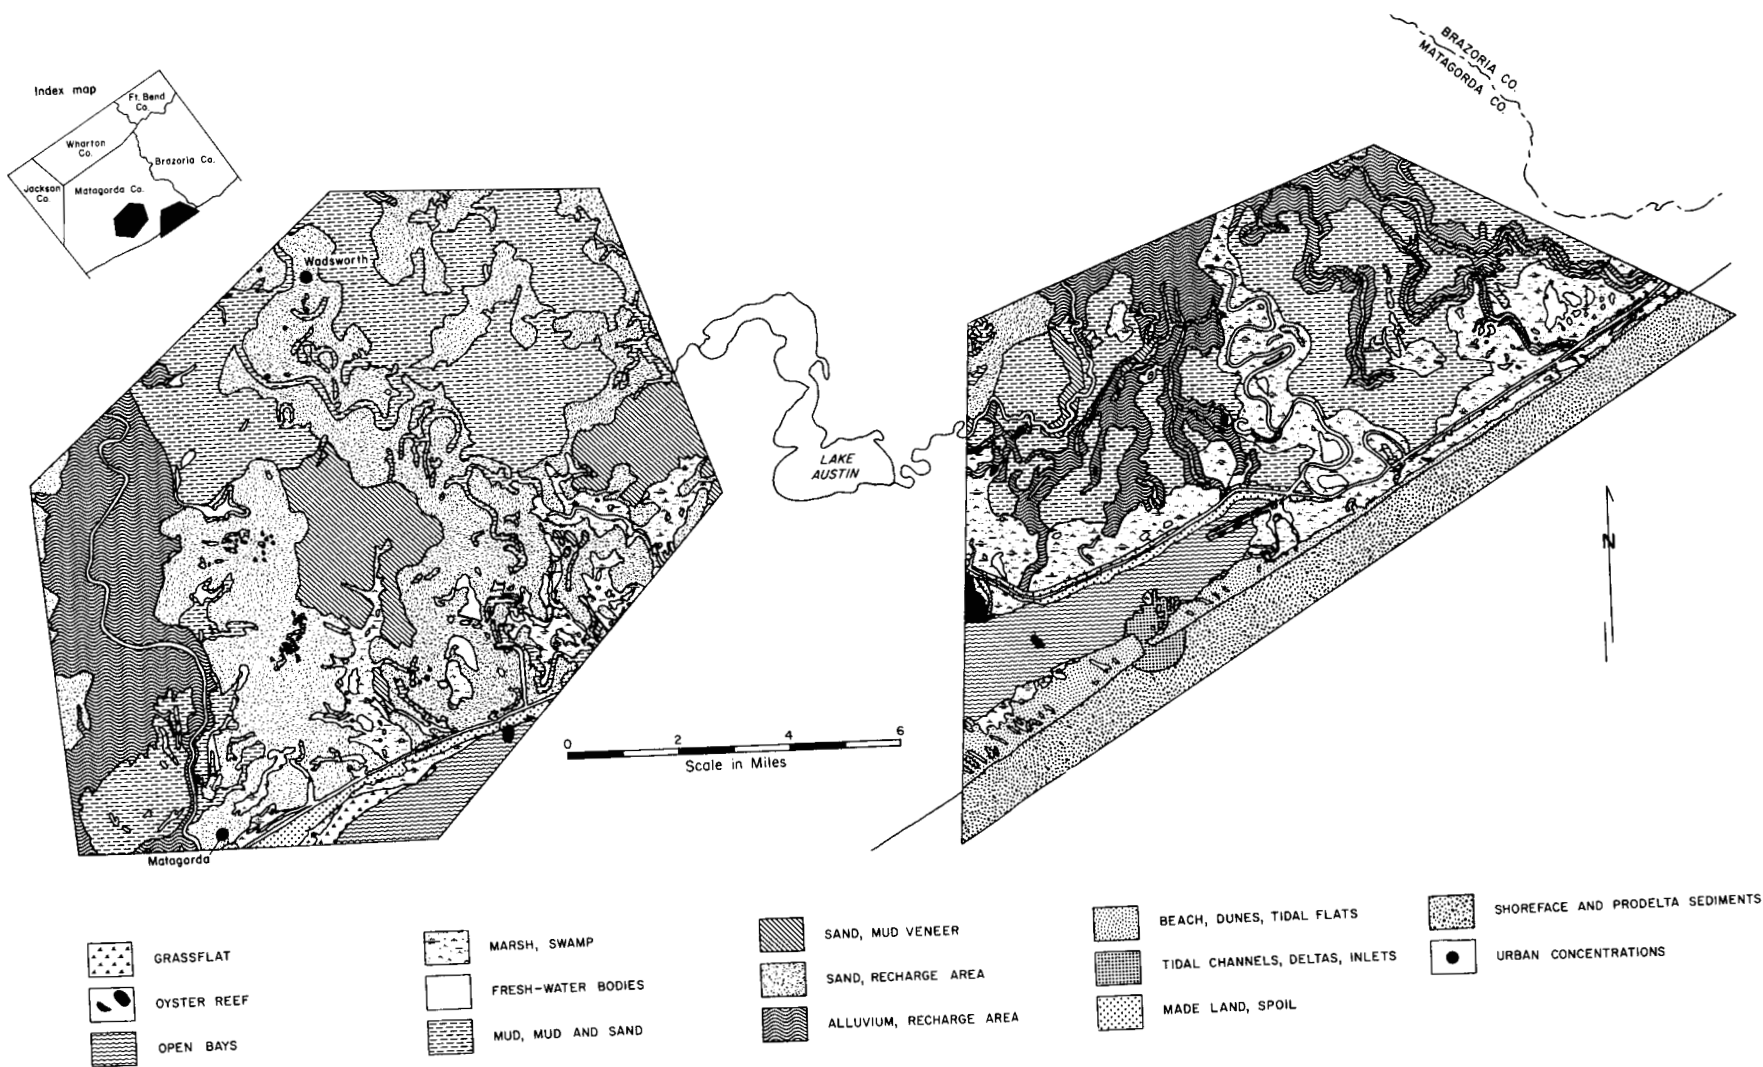 Index map
Ft. Bend
Co.
Wharton
Co.
Brazoria Co.
Jackson
Co.
Matagorda Co.
BRAZORIA CO.
MATAGORDA CO.
Wadsworth
LAKE
AUSTIN
N
0 2 4 6
Scale in Miles
Matagorda
GRASSFLAT
OYSTER REEF
OPEN BAYS
MARSH, SWAMP
FRESH-WATER BODIES
MUD, MUD AND SAND
SAND, MUD VENEER
SAND, RECHARGE AREA
ALLUVIUM, RECHARGE AREA
BEACH, DUNES, TIDAL FLATS
TIDAL CHANNELS, DELTAS, INLETS
MADE LAND, SPOIL
SHOREFACE AND PRODELTA SEDIMENTS
URBAN CONCENTRATIONS